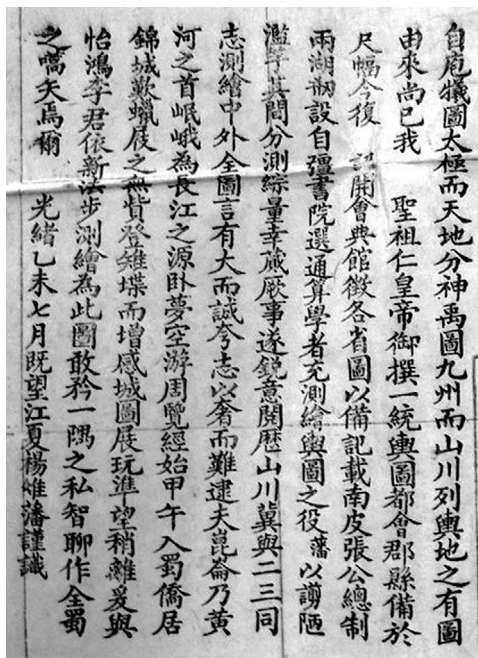 自庖犧圖太極而天地分神禹圖九州而山川列輿地之有圖
由來尚已我 聖祖仁皇帝御撰一統輿圖都會郡縣備於
尺幅今復 詔開會典館徵各省圖以備記載南皮張公總制
兩湖剙設自彊書院選通算學者充測繪輿圖之役藩以謭陋
濫竽其間分測綜量幸蕆厥事遂銳意閱歷山川冀與二三同
志測繪中外全圖言有大而誠夸志以奢而難逮夫崑崙乃黃
河之首岷峨為長江之源臥夢空游周覽經始甲午入蜀僑居
錦城歎蠟屐之無貲登雉堞而增感城圖展玩準望稍離爰與
怡鴻李君依新法步測繪為此圖敢矜一隅之私智聊作全蜀
之嚆矢焉爾 光緒乙未七月既望江夏楊維藩謹識